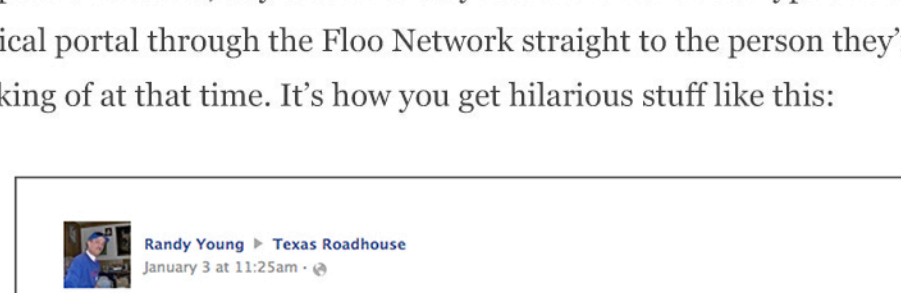 ical portal through the Floo Network straight to the person they'
king of at that time. It's how you get hilarious stuff like this:
Randy Young ▶ Texas Roadhouse
January 3 at 11:25am ·